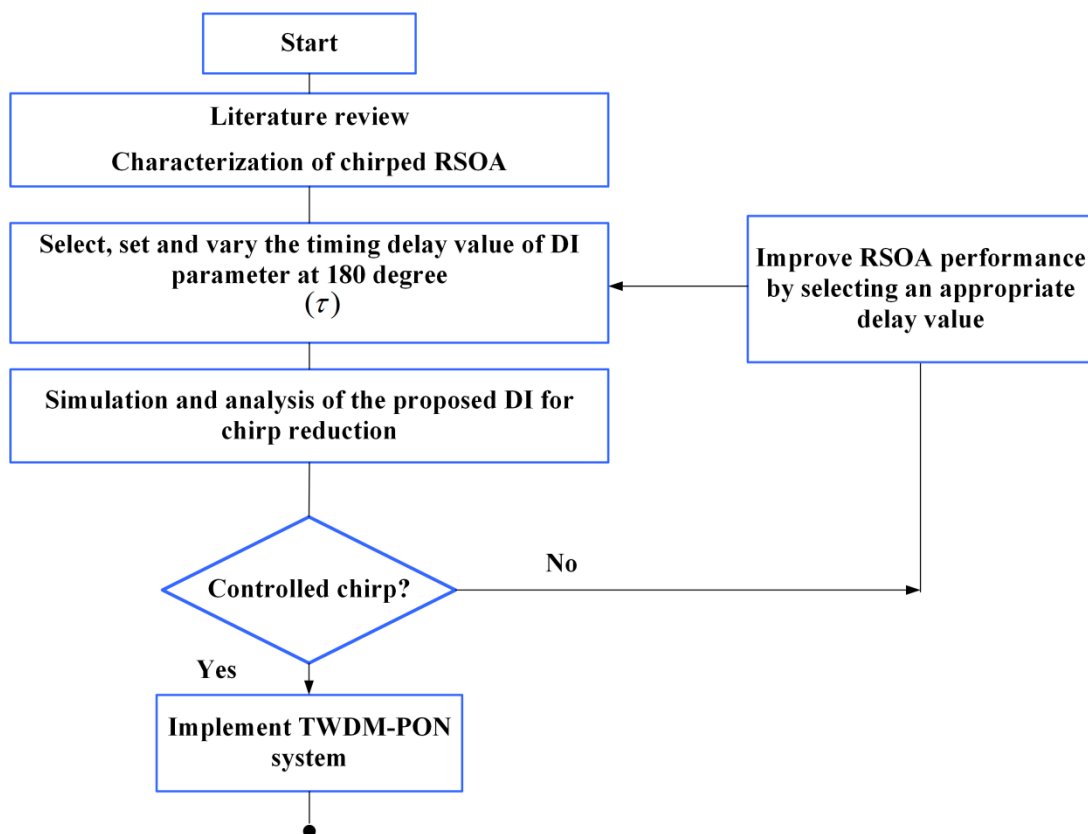 Start
Literature review
Characterization of chirped RSOA
Select, set and vary the timing delay value of DI
parameter at 180 degree
(τ)
Improve RSOA performance
by selecting an appropriate
delay value
Simulation and analysis of the proposed DI for
chirp reduction
Controlled chirp?
No
Yes
Implement TWDM-PON
system